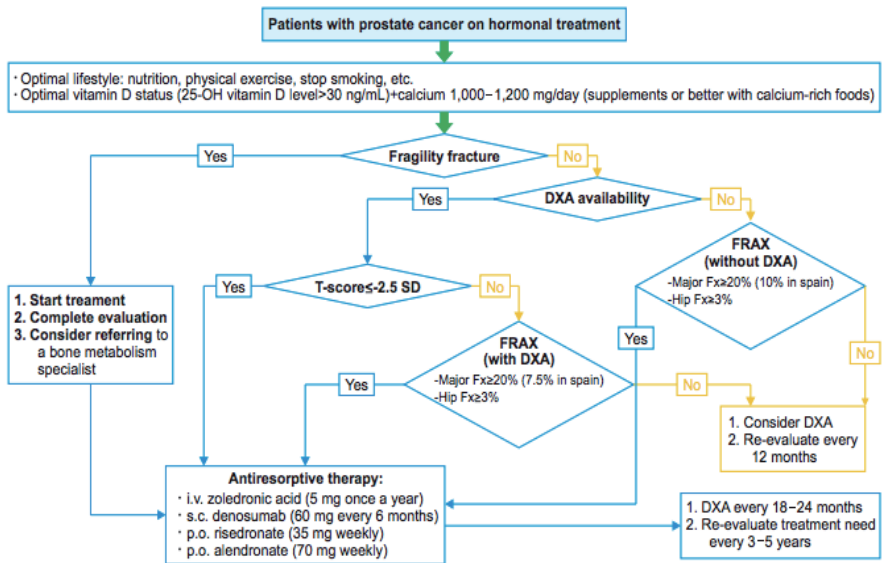 Patients with prostate cancer on hormonal treatment
· Optimal lifestyle: nutrition, physical exercise, stop smoking, etc.
· Optimal vitamin D status (25-OH vitamin D level>30 ng/mL)+calcium 1,000−1,200 mg/day (supplements or better with calcium-rich foods)
Yes
Fragility fracture
No
Yes
DXA availability
No
FRAX
(without DXA)
-Major Fx≥20% (10% in spain)
-Hip Fx≥3%
Yes
T-score≤-2.5 SD
No
1. Start treament
2. Complete evaluation
3. Consider referring to
a bone metabolism
specialist
Yes
No
FRAX
(with DXA)
-Major Fx≥20% (7.5% in spain)
-Hip Fx≥3%
Yes
No
1. Consider DXA
2. Re-evaluate every
12 months
Antiresorptive therapy:
· i.v. zoledronic acid (5 mg once a year)
· s.c. denosumab (60 mg every 6 months)
· p.o. risedronate (35 mg weekly)
· p.o. alendronate (70 mg weekly)
1. DXA every 18−24 months
2. Re-evaluate treatment need
every 3−5 years